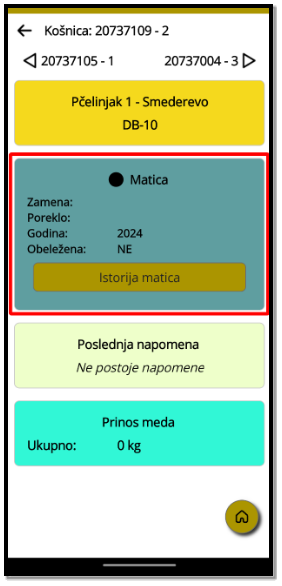 Košnica: 20737109 - 2
20737105 - 1 20737004 - 3
Pčelinjak 1 - Smederevo
DB-10
Matica
Zamena:
Poreklo:
Godina: 2024
Obeležena: NE
Istorija matica
Poslednja napomena
Ne postoje napomene
Prinos meda
Ukupno: 0 kg